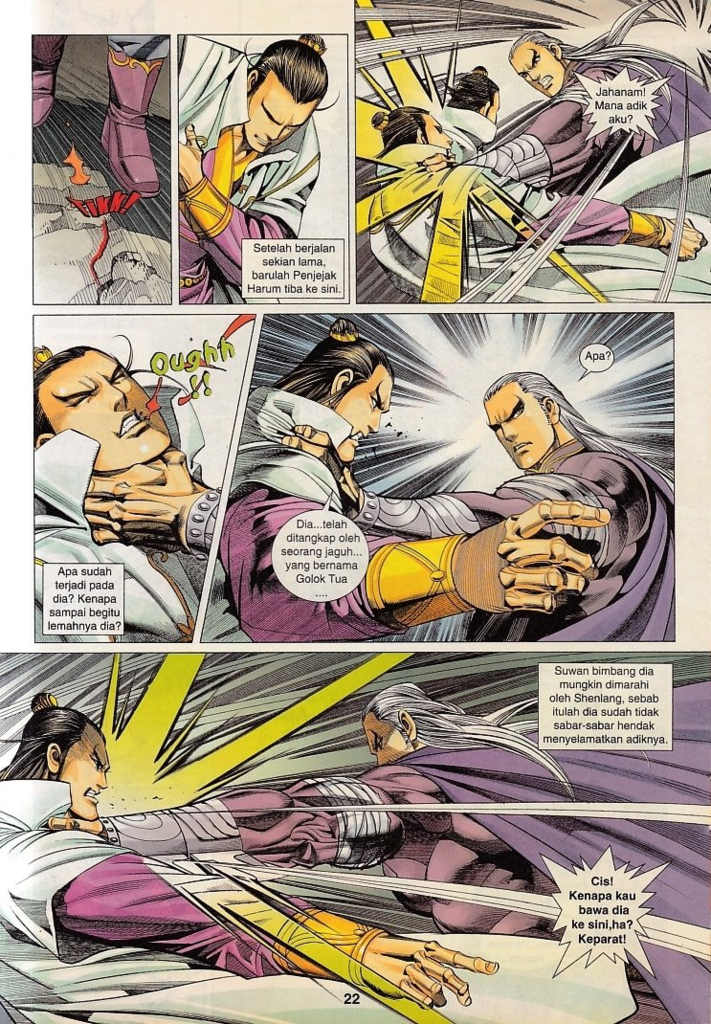 TIKK!
Setelah berjalan
sekian lama,
barulah Penjejak
Harum tiba ke sini.
Jahanam!
Mana adik
aku?
Oughh
!!
Apa sudah
terjadi pada
dia? Kenapa
sampai begitu
lemahnya dia?
Dia...telah
ditangkap oleh
seorang jaguh...
yang bernama
Golok Tua
....
Apa?
Suwan bimbang dia
mungkin dimarahi
oleh Shenlang, sebab
itulah dia sudah tidak
sabar-sabar hendak
menyelamatkan adiknya.
Cis!
Kenapa kau
bawa dia
ke sini,ha?
Keparat!
22